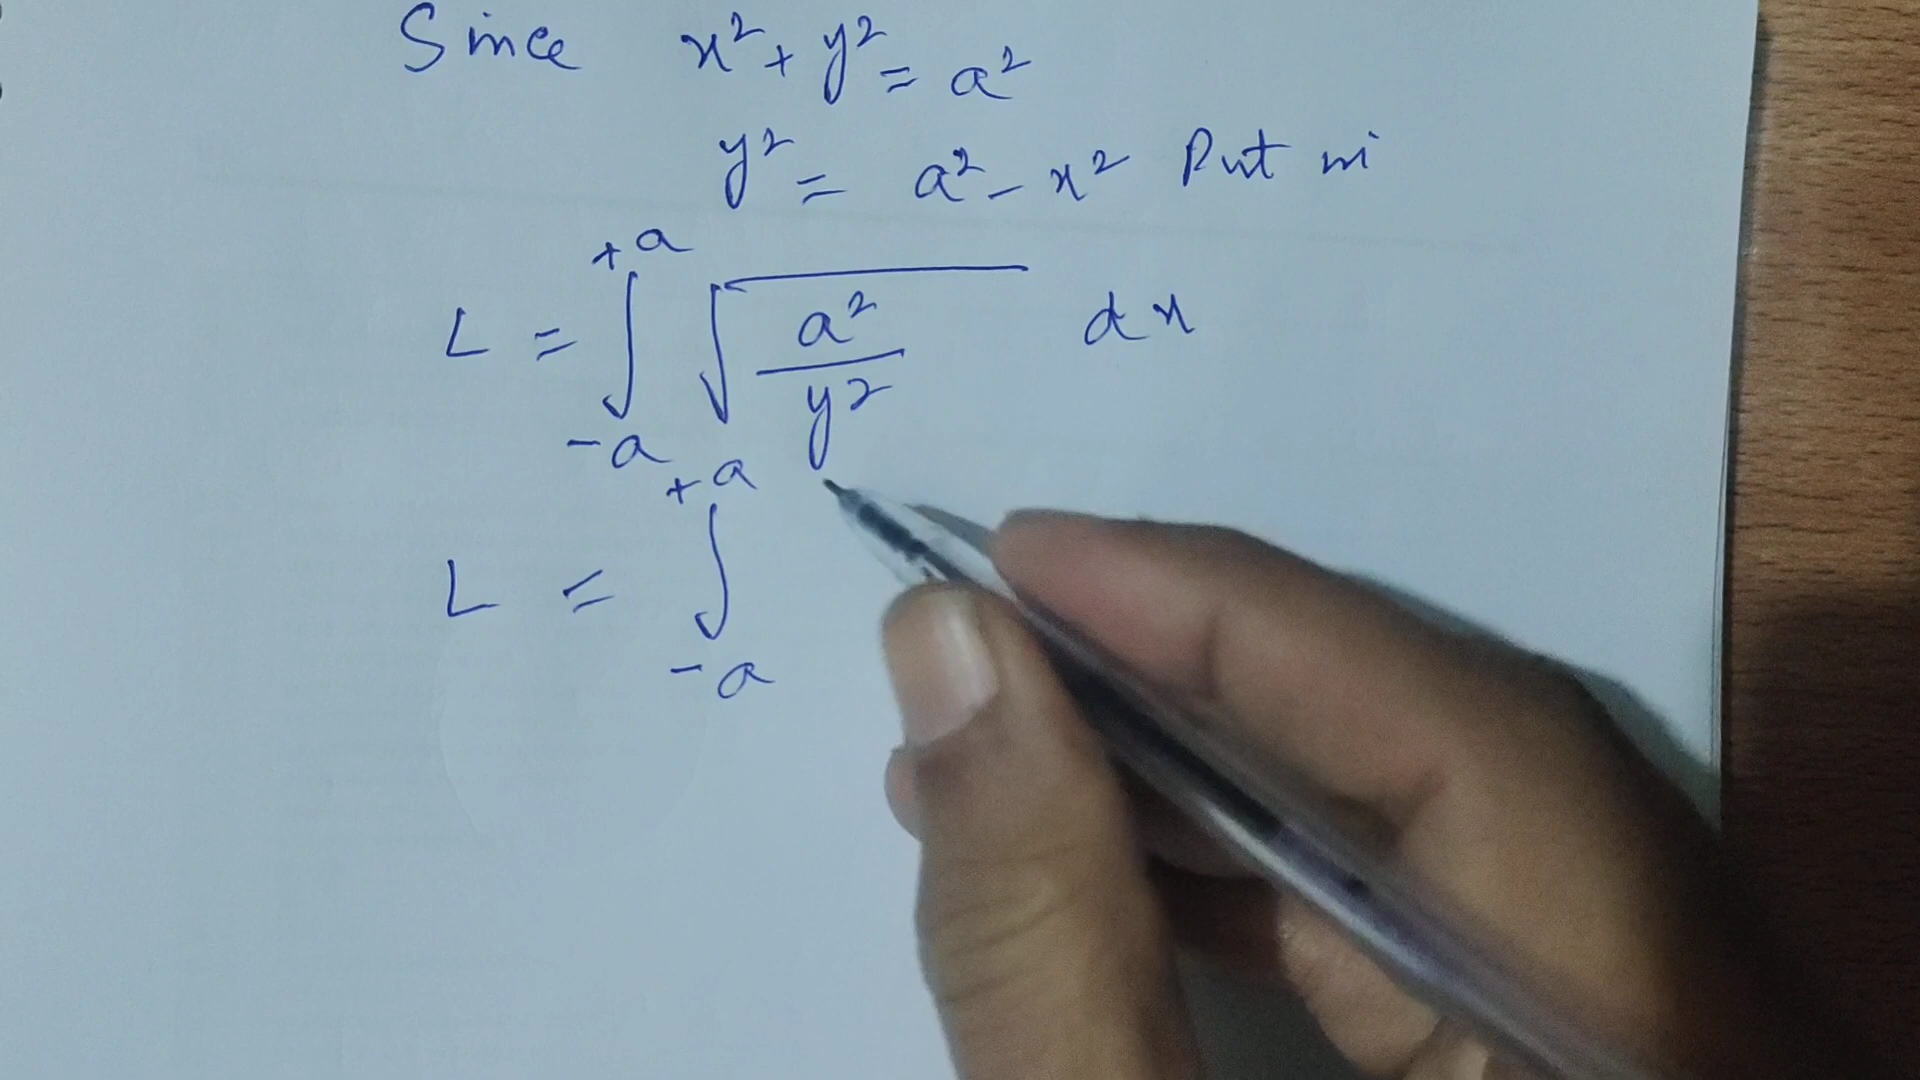 Since x² + y² = a²
y² = a² - x² Put in
L = ∫₋ₐ⁺ᵃ √(a²/y²) dx
L = ∫₋ₐ⁺ᵃ